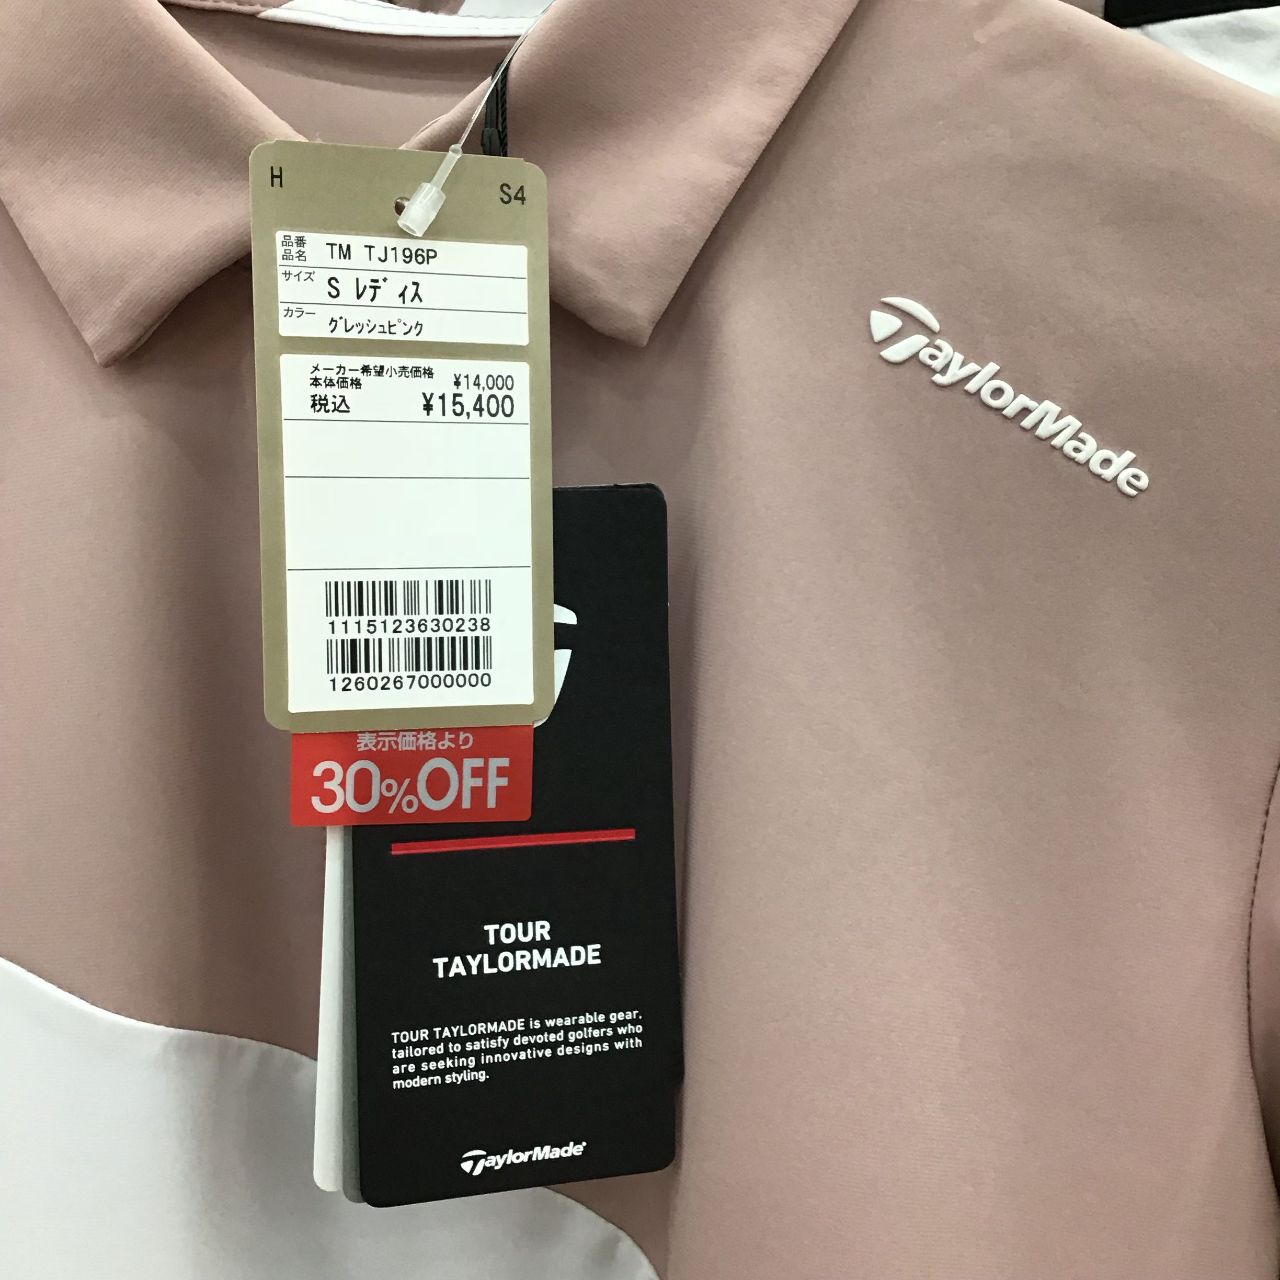 H
S4
品番
品名
TM TJ196P
サイズ
S レディス
カラー
グレッシュピンク
メーカー希望小売価格
本体価格 ¥14,000
税込 ¥15,400
1115123630238
1260267000000
表示価格より
30%OFF
TaylorMade
TOUR
TAYLORMADE
TOUR TAYLORMADE is wearable gear.
tailored to satisfy devoted golfers who
are seeking innovative designs with
modern styling.
TaylorMade